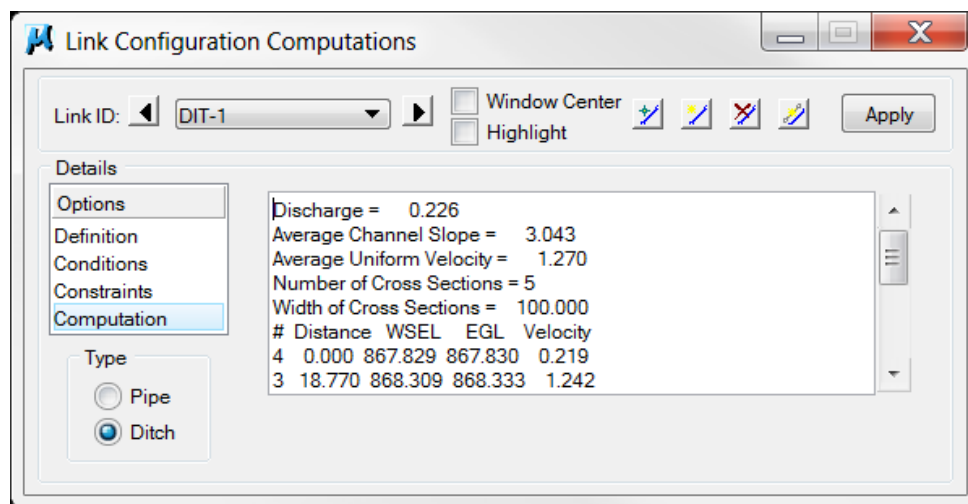 Link Configuration Computations
Link ID: DIT-1
Window Center
Highlight
Apply
Details
Options
Definition
Conditions
Constraints
Computation
Type
Pipe
Ditch
Discharge = 0.226
Average Channel Slope = 3.043
Average Uniform Velocity = 1.270
Number of Cross Sections = 5
Width of Cross Sections = 100.000
# Distance WSEL EGL Velocity
4 0.000 867.829 867.830 0.219
3 18.770 868.309 868.333 1.242